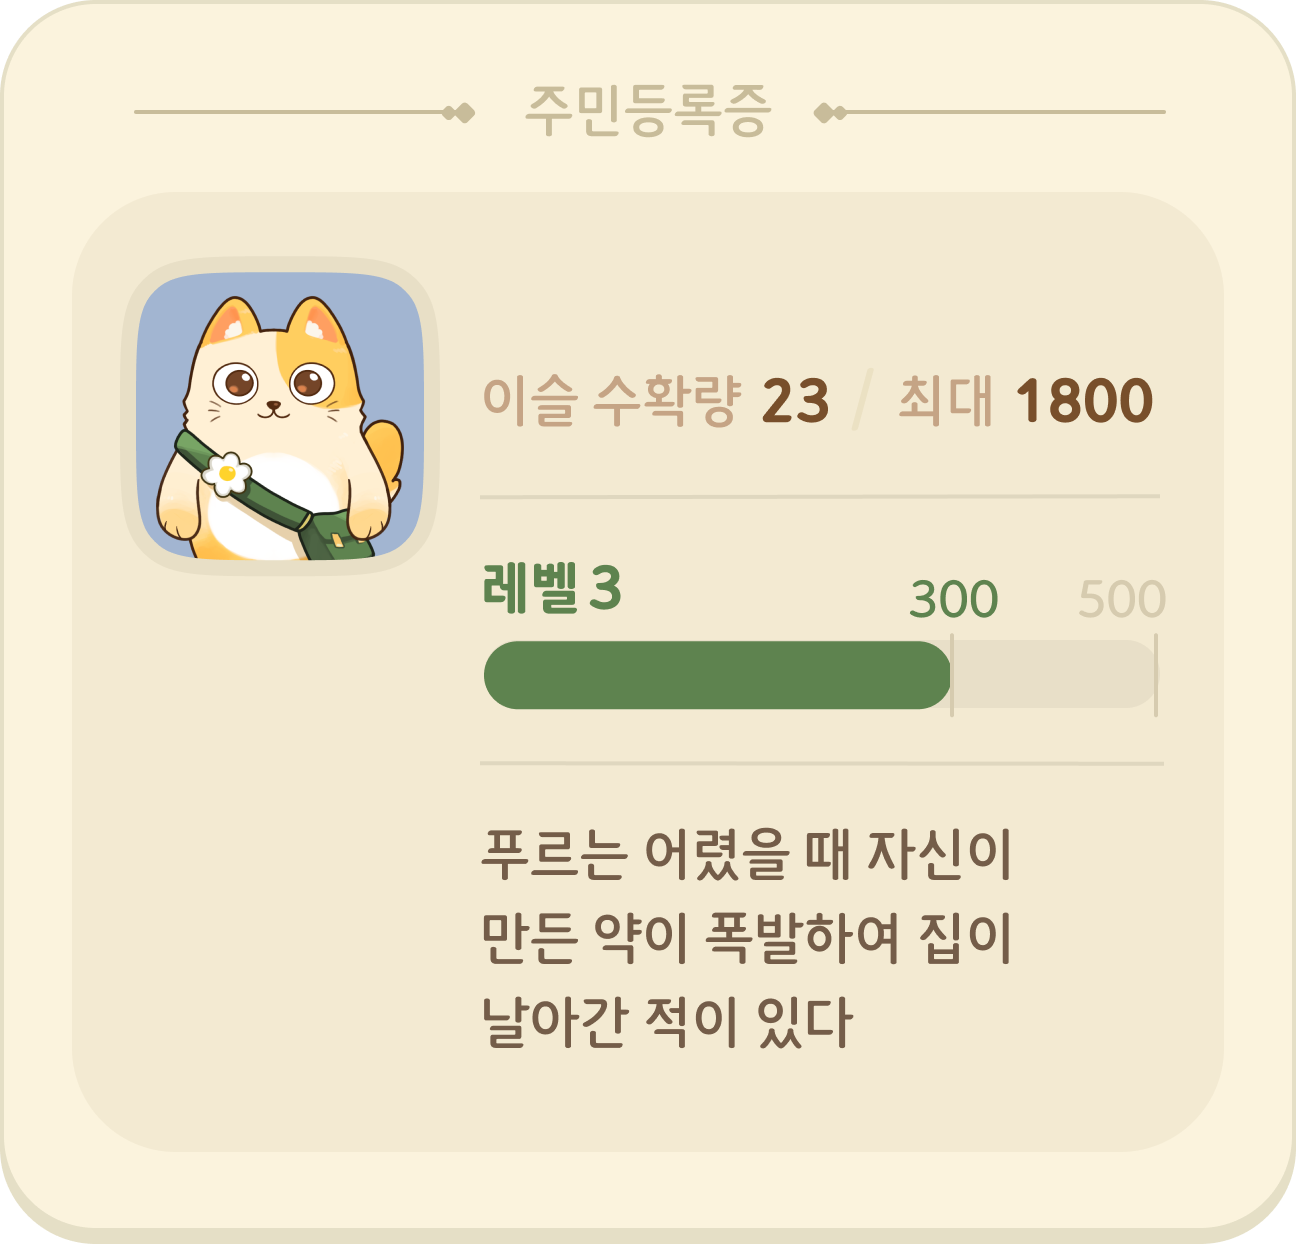 주민등록증
이슬 수확량 23 / 최대 1800
레벨 3 300 500
푸르는 어렸을 때 자신이
만든 약이 폭발하여 집이
날아간 적이 있다